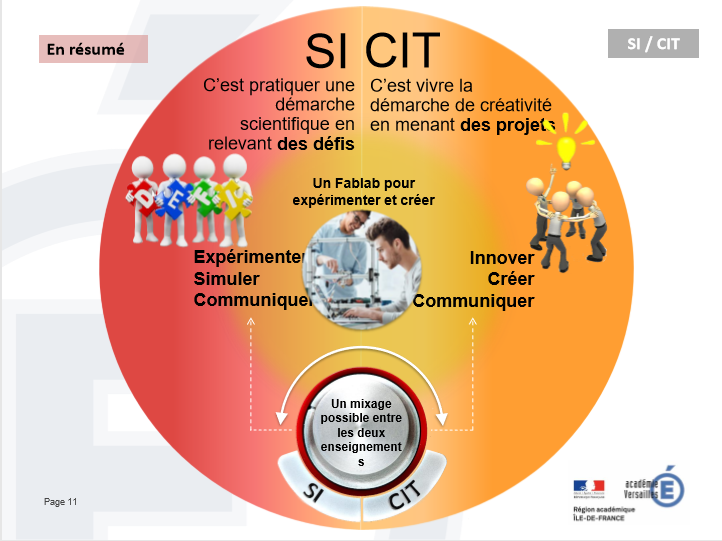 En résumé
SI / CIT
SI CIT
C'est pratiquer une
démarche
scientifique en
relevant des défis
C'est vivre la
démarche de créativité
en menant des projets
DEFI
Un Fablab pour
expérimenter et créer
Expérimenter
Simuler
Communiquer
Innover
Créer
Communiquer
Un mixage
possible entre
les deux
enseignement
s
SI
CIT
Page 11
Région académique
ÎLE-DE-FRANCE
académie
Versailles